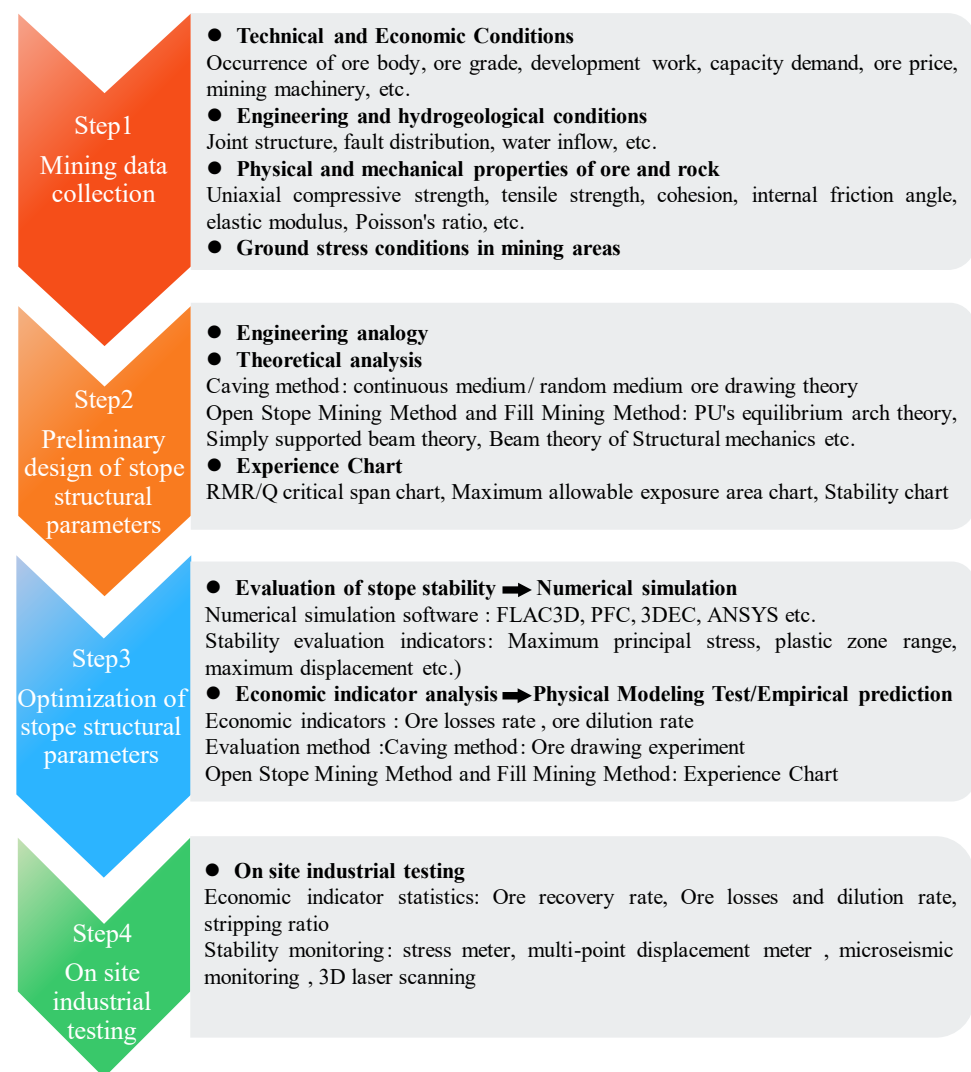 Step1
Mining data
collection
● Technical and Economic Conditions
Occurrence of ore body, ore grade, development work, capacity demand, ore price,
mining machinery, etc.
● Engineering and hydrogeological conditions
Joint structure, fault distribution, water inflow, etc.
● Physical and mechanical properties of ore and rock
Uniaxial compressive strength, tensile strength, cohesion, internal friction angle,
elastic modulus, Poisson's ratio, etc.
● Ground stress conditions in mining areas
Step2
Preliminary
design of stope
structural
parameters
● Engineering analogy
● Theoretical analysis
Caving method: continuous medium/ random medium ore drawing theory
Open Stope Mining Method and Fill Mining Method: PU's equilibrium arch theory,
Simply supported beam theory, Beam theory of Structural mechanics etc.
● Experience Chart
RMR/Q critical span chart, Maximum allowable exposure area chart, Stability chart
Step3
Optimization of
stope structural
parameters
● Evaluation of stope stability ➡ Numerical simulation
Numerical simulation software : FLAC3D, PFC, 3DEC, ANSYS etc.
Stability evaluation indicators: Maximum principal stress, plastic zone range,
maximum displacement etc.)
● Economic indicator analysis ➡Physical Modeling Test/Empirical prediction
Economic indicators : Ore losses rate , ore dilution rate
Evaluation method :Caving method: Ore drawing experiment
Open Stope Mining Method and Fill Mining Method: Experience Chart
Step4
On site
industrial
testing
● On site industrial testing
Economic indicator statistics: Ore recovery rate, Ore losses and dilution rate,
stripping ratio
Stability monitoring: stress meter, multi-point displacement meter , microseismic
monitoring , 3D laser scanning